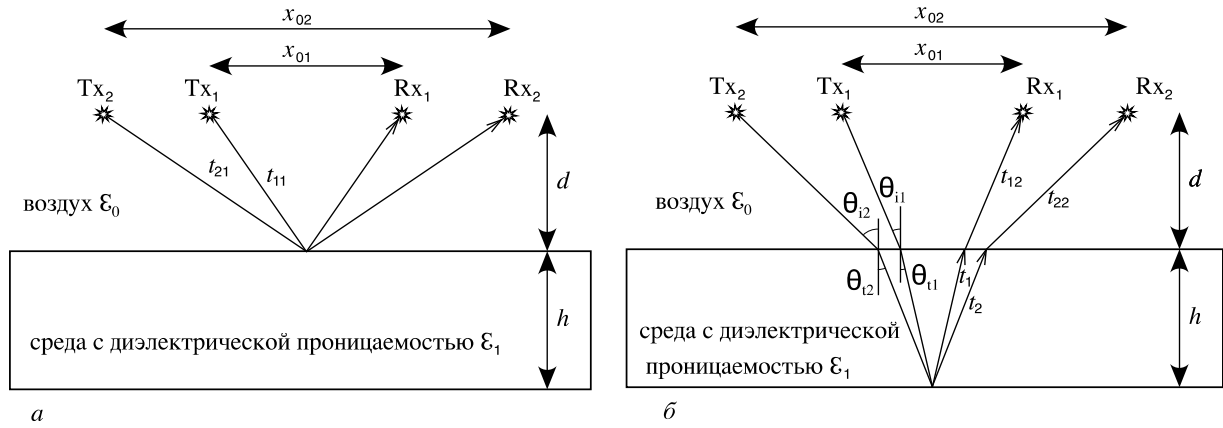 x₀₂
x₀₁
Tx₂ Tx₁ Rx₁ Rx₂
t₂₁ t₁₁
d
воздух ε₀
h
среда с диэлектрической проницаемостью ε₁
а
x₀₂
x₀₁
Tx₂ Tx₁ Rx₁ Rx₂
θᵢ₂ θᵢ₁ t₁₂ t₂₂
d
воздух ε₀
θₜ₂ θₜ₁ t₁ t₂
h
среда с диэлектрической
проницаемостью ε₁
б